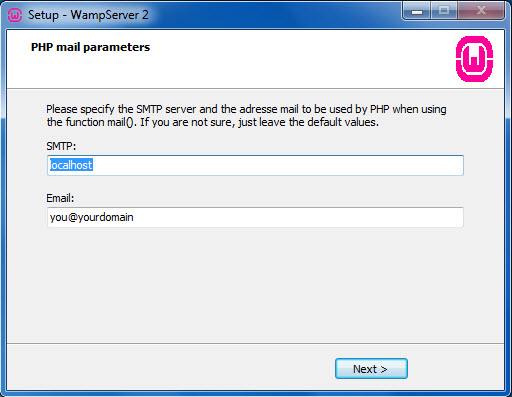 Setup - WampServer 2
PHP mail parameters
W
Please specify the SMTP server and the adresse mail to be used by PHP when using
the function mail(). If you are not sure, just leave the default values.
SMTP:
localhost
Email:
you@yourdomain
Next >